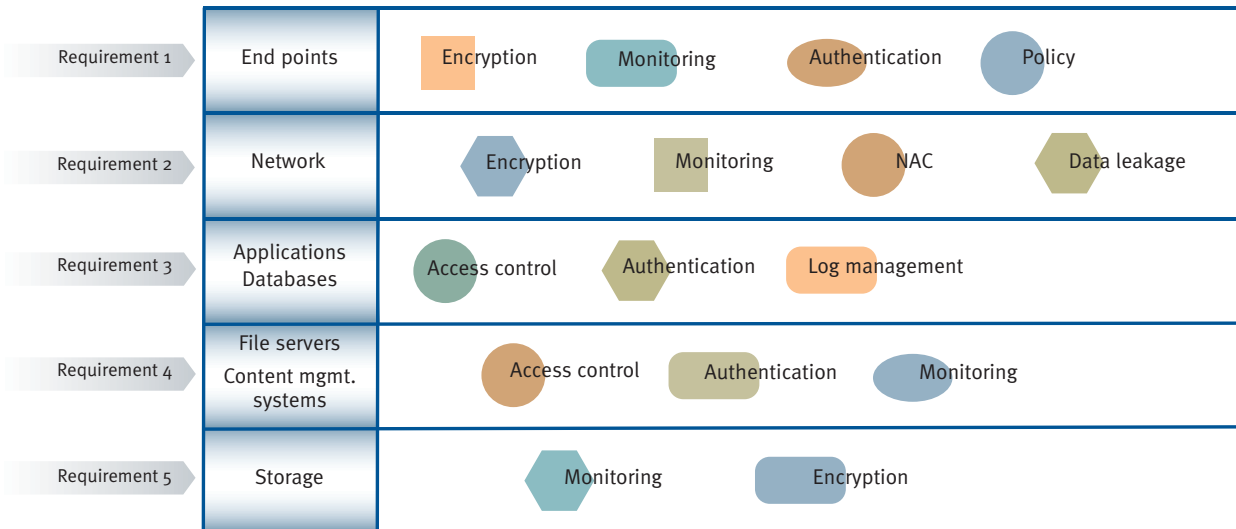 Requirement 1
End points
Encryption
Monitoring
Authentication
Policy
Requirement 2
Network
Encryption
Monitoring
NAC
Data leakage
Requirement 3
Applications
Databases
Access control
Authentication
Log management
Requirement 4
File servers
Content mgmt.
systems
Access control
Authentication
Monitoring
Requirement 5
Storage
Monitoring
Encryption